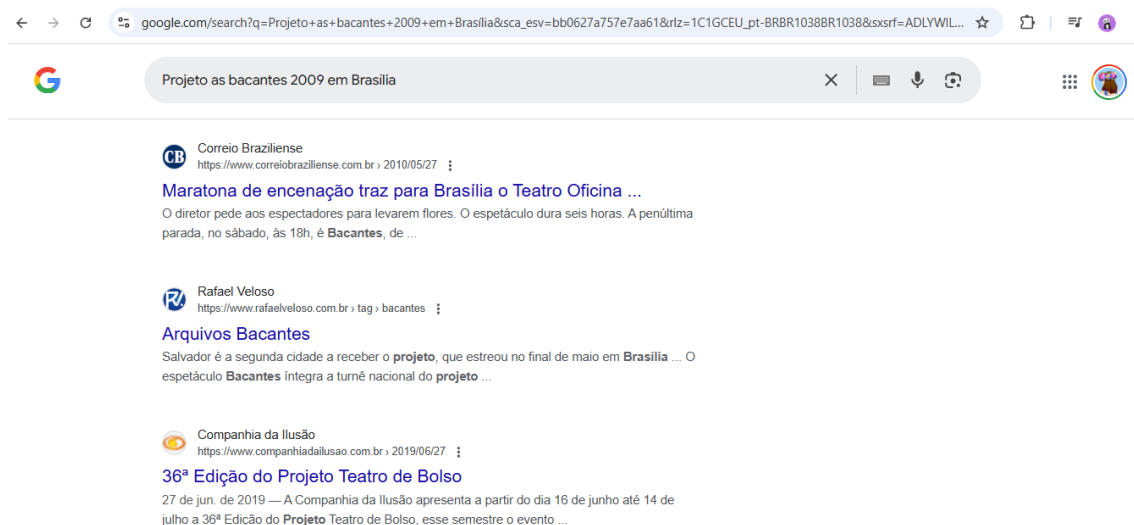 google.com/search?q=Projeto+as+bacantes+2009+em+Brasília&sca_esv=bb0627a757e7aa61&rlz=1C1GCEU_pt-BRBR1038BR1038&sxsrf=ADLYWIL...
Projeto as bacantes 2009 em Brasília
CB
Correio Braziliense
https://www.correiobraziliense.com.br › 2010/05/27
Maratona de encenação traz para Brasília o Teatro Oficina ...
O diretor pede aos espectadores para levarem flores. O espetáculo dura seis horas. A penúltima
parada, no sábado, às 18h, é Bacantes, de ...
Rafael Veloso
https://www.rafaelveloso.com.br › tag › bacantes
Arquivos Bacantes
Salvador é a segunda cidade a receber o projeto, que estreou no final de maio em Brasília ... O
espetáculo Bacantes íntegra a turnê nacional do projeto ...
Companhia da Ilusão
https://www.companhiadailusao.com.br › 2019/06/27
36ª Edição do Projeto Teatro de Bolso
27 de jun. de 2019 — A Companhia da Ilusão apresenta a partir do dia 16 de junho até 14 de
julho a 36ª Edição do Projeto Teatro de Bolso, esse semestre o evento ...